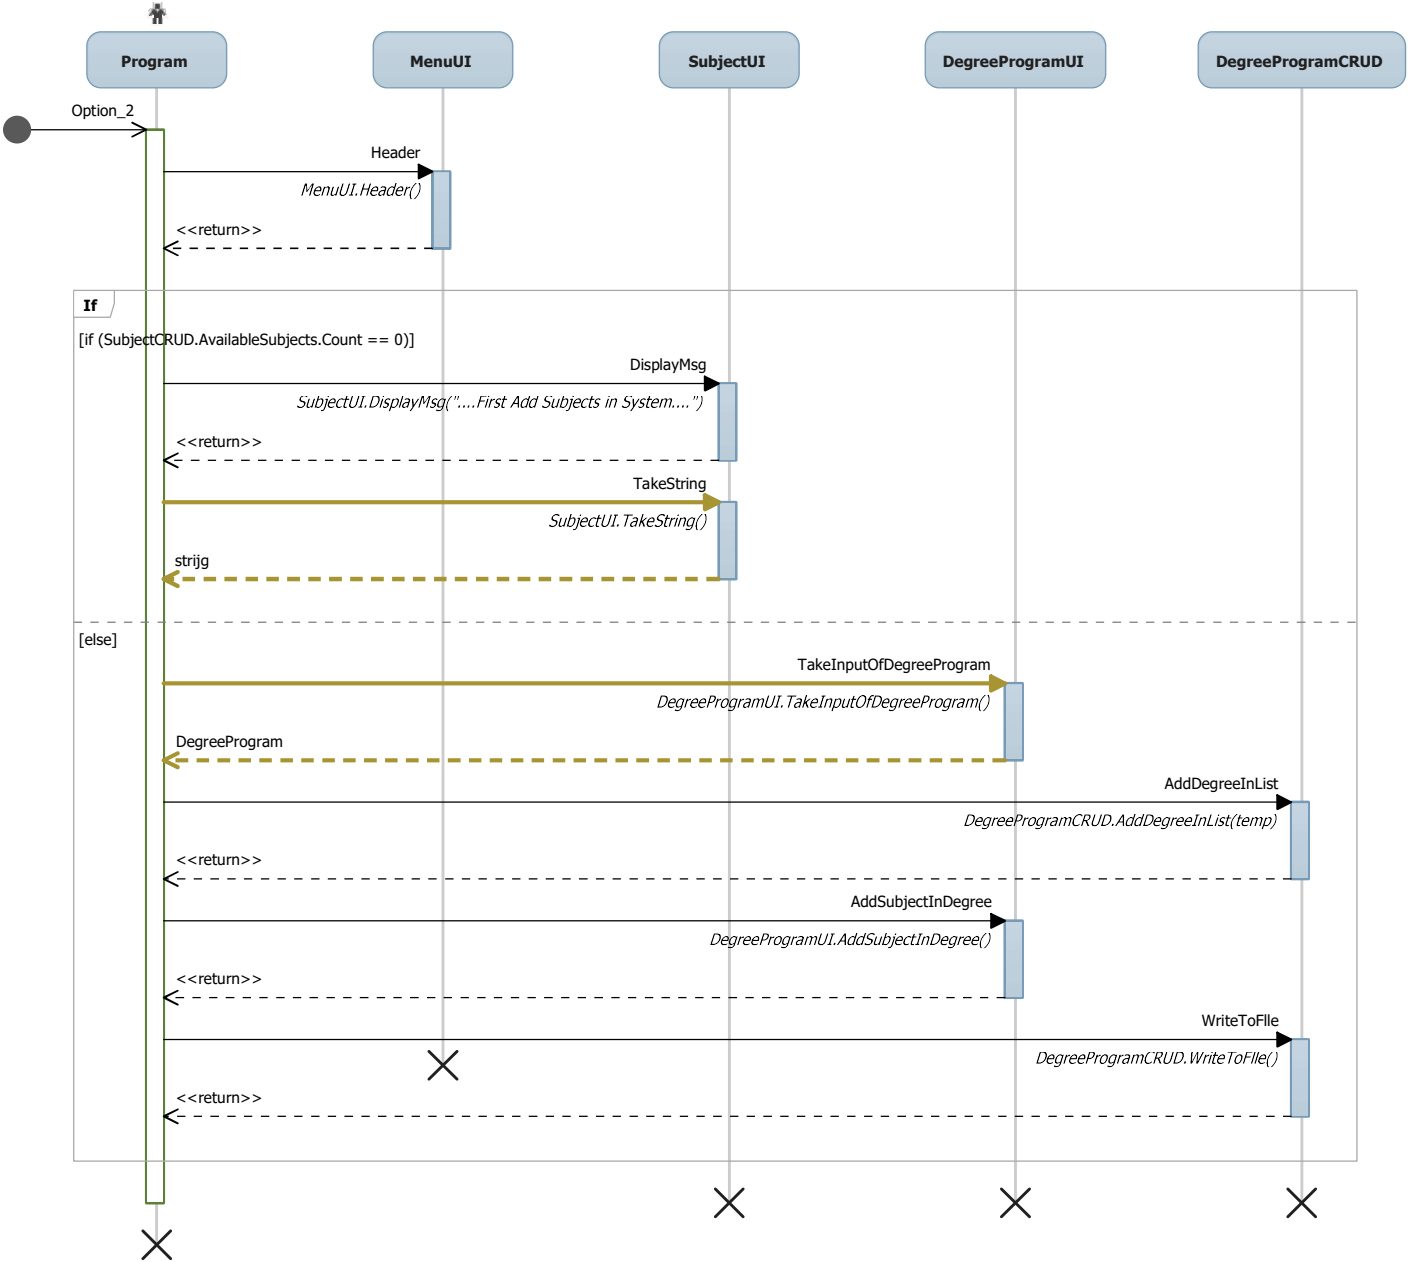 Program
MenuUI
SubjectUI
DegreeProgramUI
DegreeProgramCRUD
Option_2
Header
MenuUI.Header()
<<return>>
If
[if (SubjectCRUD.AvailableSubjects.Count == 0)]
DisplayMsg
SubjectUI.DisplayMsg("....First Add Subjects in System....")
<<return>>
TakeString
SubjectUI.TakeString()
strijg
[else]
TakeInputOfDegreeProgram
DegreeProgramUI.TakeInputOfDegreeProgram()
DegreeProgram
AddDegreeInList
DegreeProgramCRUD.AddDegreeInList(temp)
<<return>>
AddSubjectInDegree
DegreeProgramUI.AddSubjectInDegree()
<<return>>
WriteToFIle
DegreeProgramCRUD.WriteToFIle()
<<return>>